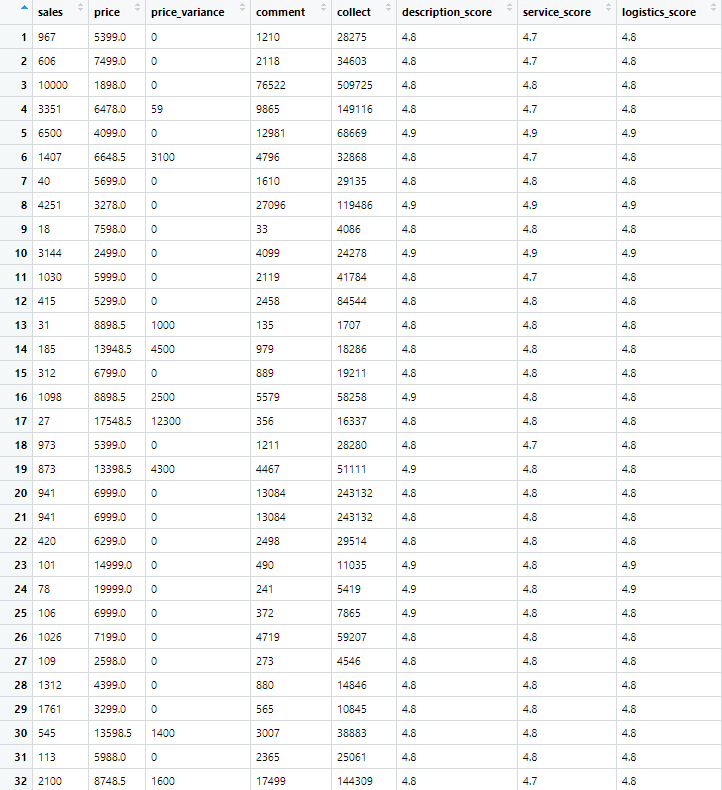 sales price price_variance comment collect description_score service_score logistics_score
1 967 5399.0 0 1210 28275 4.8 4.7 4.8
2 606 7499.0 0 2118 34603 4.8 4.7 4.8
3 10000 1898.0 0 76522 509725 4.8 4.8 4.8
4 3351 6478.0 59 9865 149116 4.8 4.7 4.8
5 6500 4099.0 0 12981 68669 4.9 4.9 4.9
6 1407 6648.5 3100 4796 32868 4.8 4.7 4.8
7 40 5699.0 0 1610 29135 4.8 4.8 4.8
8 4251 3278.0 0 27096 119486 4.9 4.9 4.9
9 18 7598.0 0 33 4086 4.8 4.8 4.8
10 3144 2499.0 0 4099 24278 4.9 4.9 4.9
11 1030 5999.0 0 2119 41784 4.8 4.7 4.8
12 415 5299.0 0 2458 84544 4.8 4.8 4.8
13 31 8898.5 1000 135 1707 4.8 4.8 4.8
14 185 13948.5 4500 979 18286 4.8 4.8 4.8
15 312 6799.0 0 889 19211 4.8 4.8 4.8
16 1098 8898.5 2500 5579 58258 4.9 4.8 4.8
17 27 17548.5 12300 356 16337 4.8 4.8 4.8
18 973 5399.0 0 1211 28280 4.8 4.7 4.8
19 873 13398.5 4300 4467 51111 4.9 4.8 4.8
20 941 6999.0 0 13084 243132 4.8 4.8 4.8
21 941 6999.0 0 13084 243132 4.8 4.8 4.8
22 420 6299.0 0 2498 29514 4.8 4.8 4.8
23 101 14999.0 0 490 11035 4.9 4.8 4.9
24 78 19999.0 0 241 5419 4.9 4.8 4.9
25 106 6999.0 0 372 7865 4.9 4.8 4.8
26 1026 7199.0 0 4719 59207 4.8 4.8 4.8
27 109 2598.0 0 273 4546 4.8 4.8 4.8
28 1312 4399.0 0 880 14846 4.8 4.8 4.8
29 1761 3299.0 0 565 10845 4.8 4.8 4.8
30 545 13598.5 1400 3007 38883 4.8 4.8 4.8
31 113 5988.0 0 2365 25061 4.8 4.8 4.8
32 2100 8748.5 1600 17499 144309 4.8 4.7 4.8